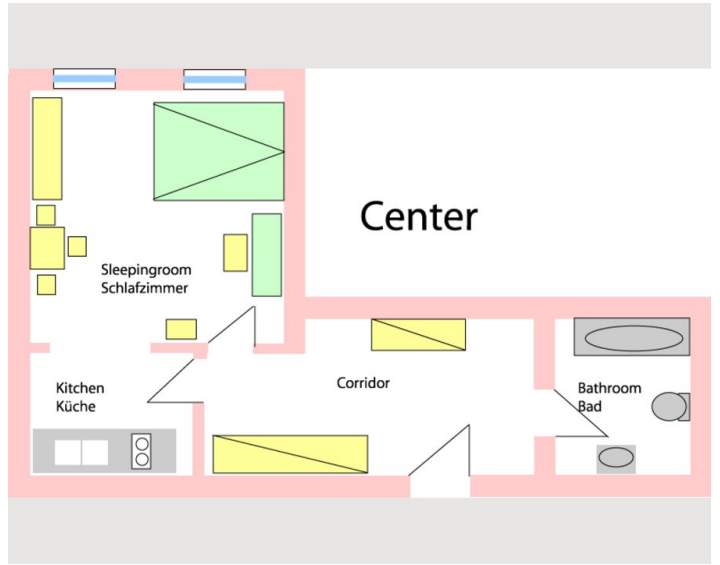 Center
Sleepingroom
Schlafzimmer
Kitchen
Küche
Corridor
Bathroom
Bad